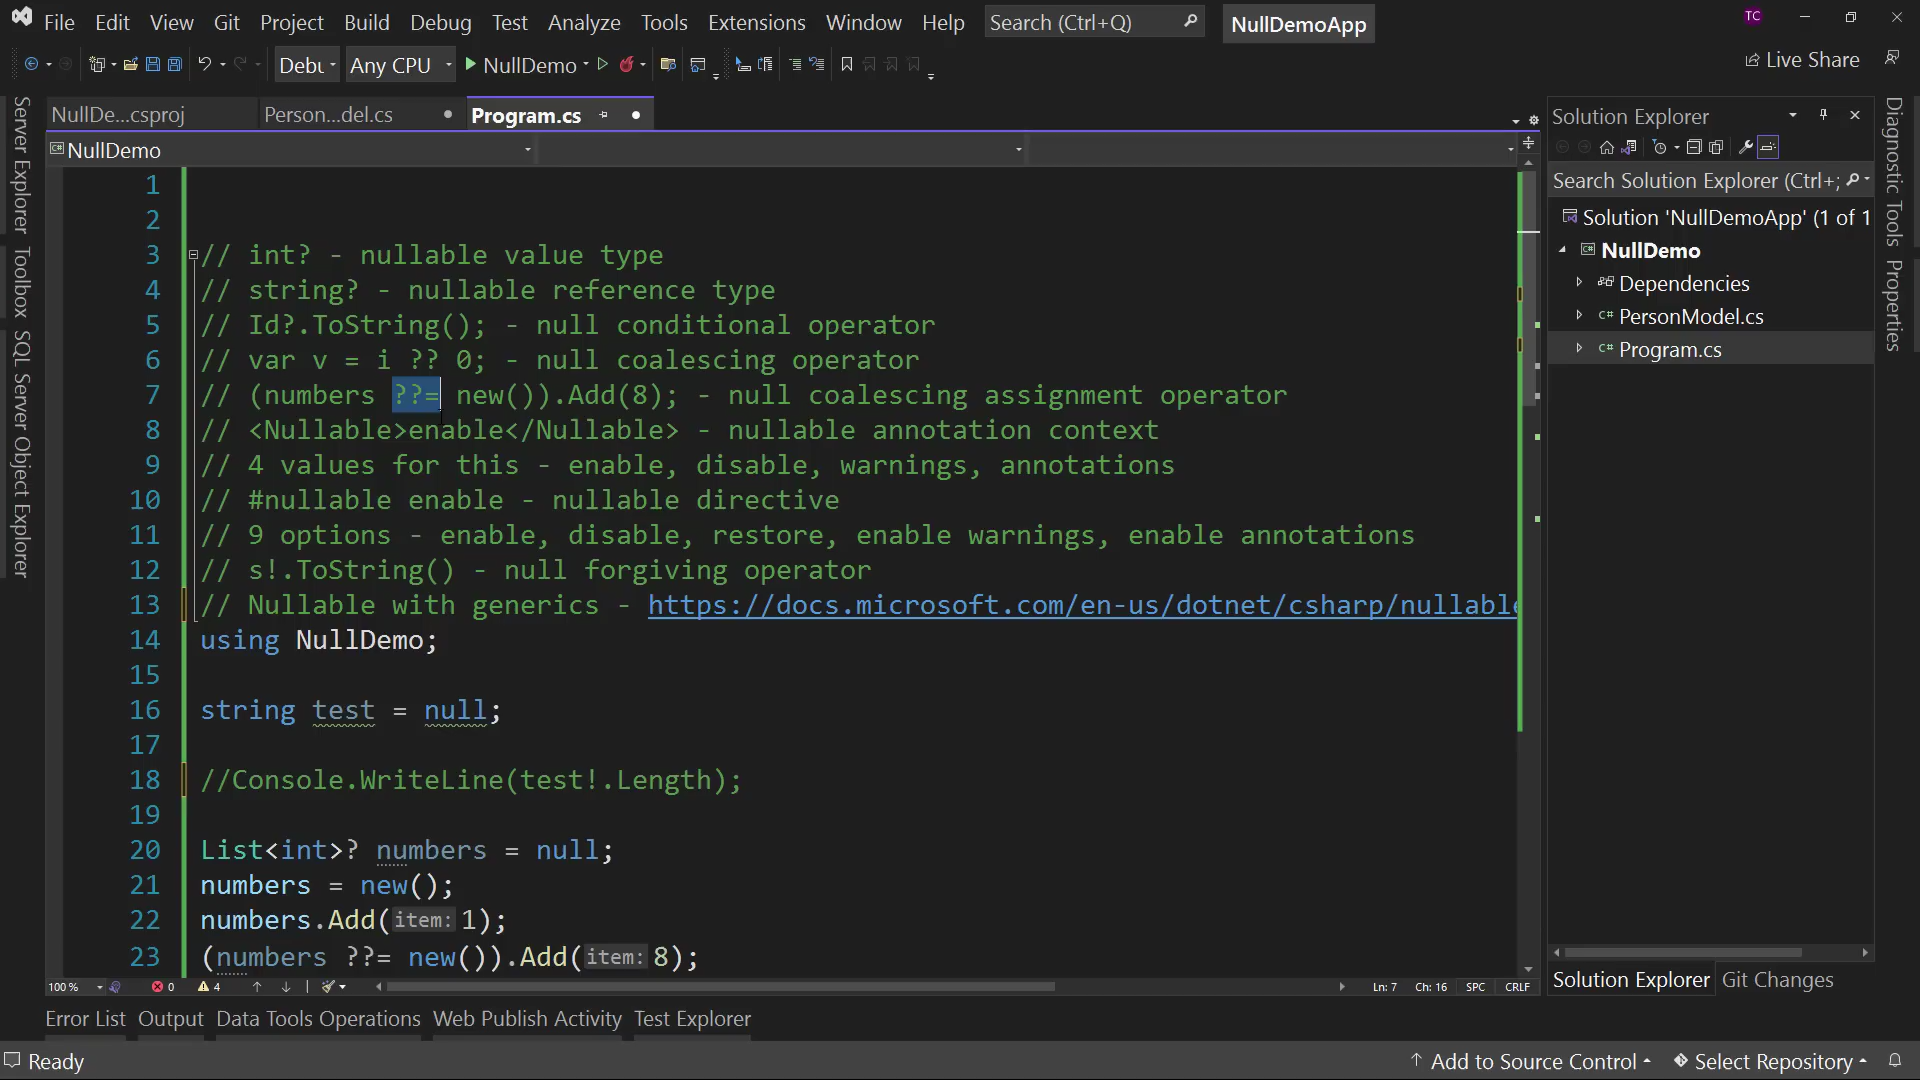 File Edit View Git Project Build Debug Test Analyze Tools Extensions Window Help Search (Ctrl+Q) NullDemoApp TC
Debu Any CPU NullDemo Live Share
NullDe...csproj Person...del.cs Program.cs
NullDemo
1
2
3 // int? - nullable value type
4 // string? - nullable reference type
5 // Id?.ToString(); - null conditional operator
6 // var v = i ?? 0; - null coalescing operator
7 // (numbers ??= new()).Add(8); - null coalescing assignment operator
8 // <Nullable>enable</Nullable> - nullable annotation context
9 // 4 values for this - enable, disable, warnings, annotations
10 // #nullable enable - nullable directive
11 // 9 options - enable, disable, restore, enable warnings, enable annotations
12 // s!.ToString() - null forgiving operator
13 // Nullable with generics - https://docs.microsoft.com/en-us/dotnet/csharp/nullable
14 using NullDemo;
15
16 string test = null;
17
18 //Console.WriteLine(test!.Length);
19
20 List<int>? numbers = null;
21 numbers = new();
22 numbers.Add(item: 1);
23 (numbers ??= new()).Add(item: 8);
100 % 0 4 Ln: 7 Ch: 16 SPC CRLF
Error List Output Data Tools Operations Web Publish Activity Test Explorer
Ready Add to Source Control Select Repository
Server Explorer
Toolbox
SQL Server Object Explorer
Solution Explorer
Search Solution Explorer (Ctrl+;
Solution 'NullDemoApp' (1 of 1
NullDemo
Dependencies
PersonModel.cs
Program.cs
Solution Explorer Git Changes
Diagnostic Tools
Properties